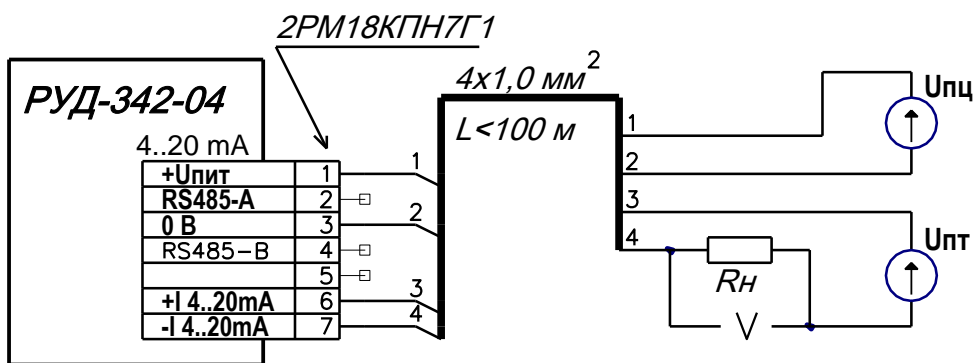 2РМ18КПН7Г1
РУД-342-04
4..20 mA
+Uпит 1
RS485-A 2
0 В 3
RS485-B 4
5
+I 4..20mA 6
-I 4..20mA 7
1
2
3
4
4х1,0 мм²
L<100 м
1
2
3
4
Uпц
Uпт
Rн
V